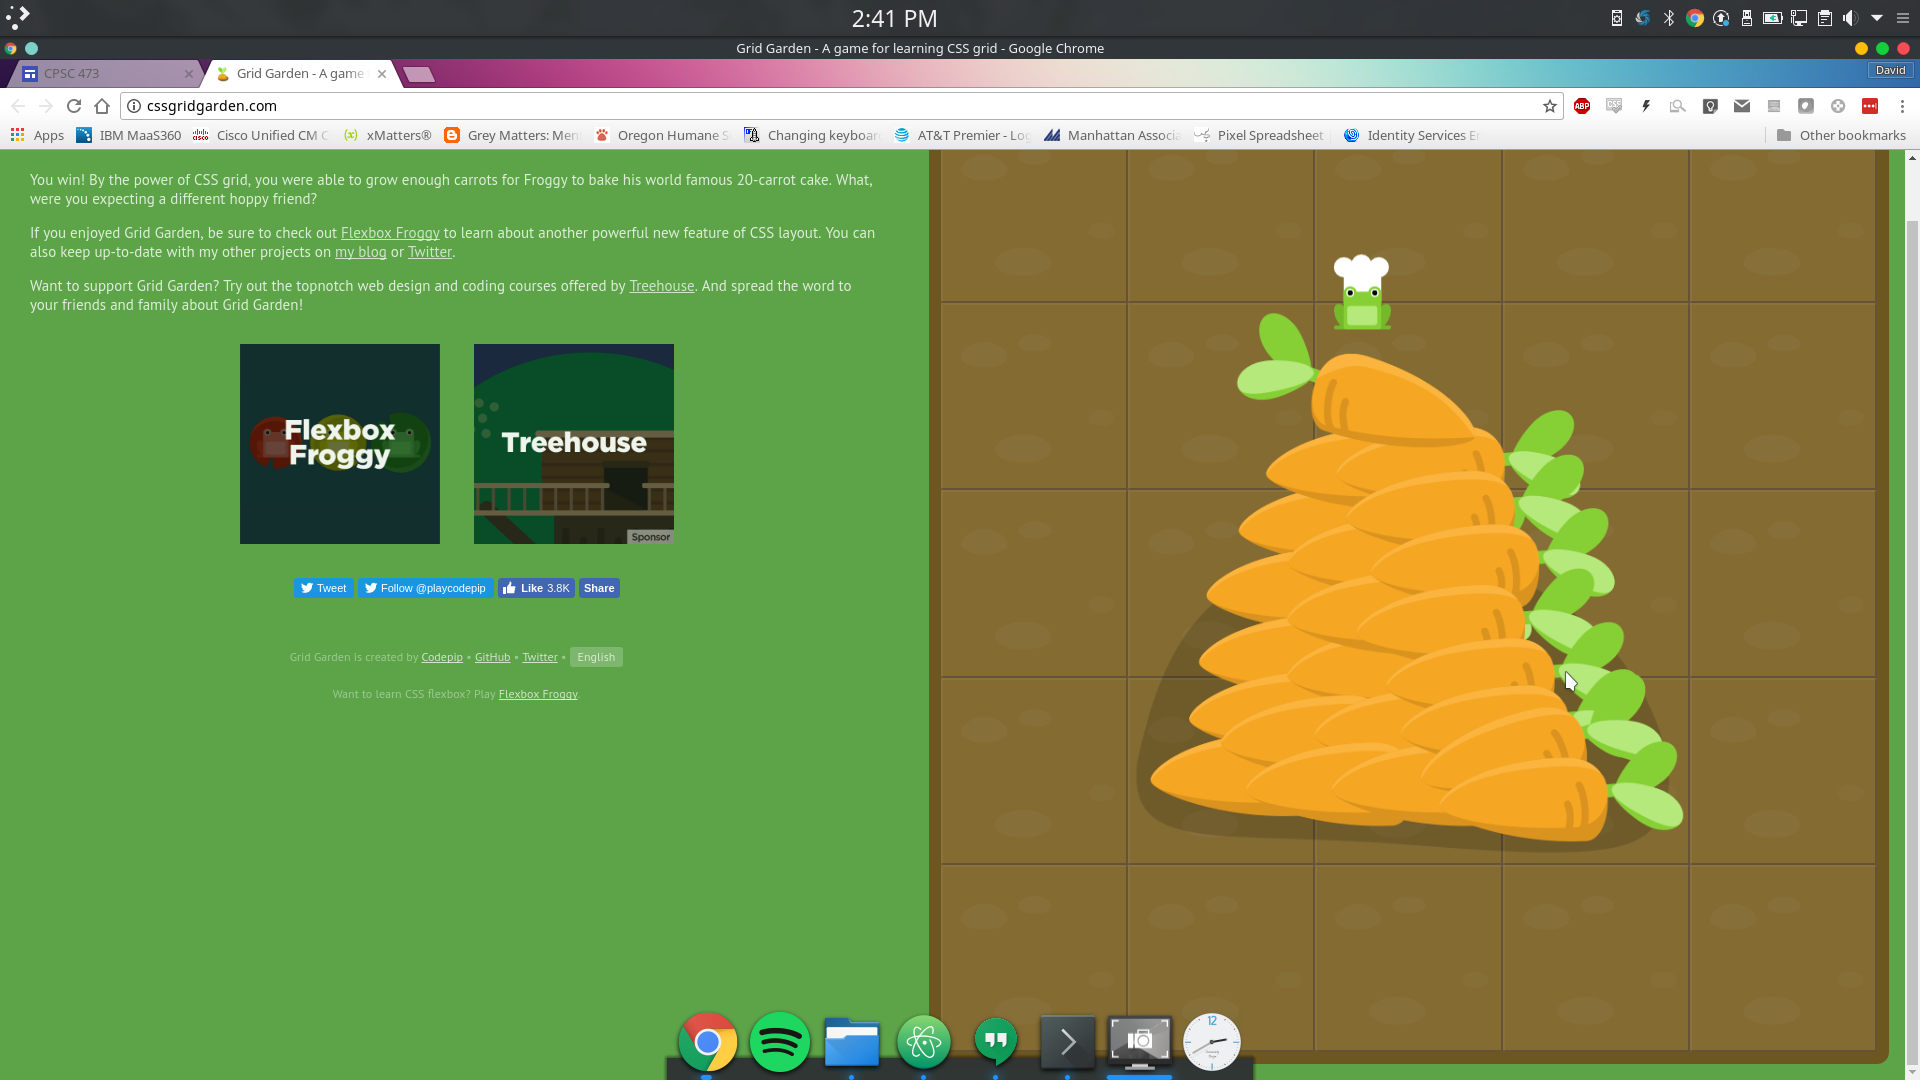 2:41 PM
Grid Garden - A game for learning CSS grid - Google Chrome
CPSC 473
Grid Garden - A game
David
cssgridgarden.com
ABP
Apps
IBM MaaS360
Cisco Unified CM C
xMatters®
Grey Matters: Men
Oregon Humane S
Changing keyboar
AT&T Premier - Log
Manhattan Associa
Pixel Spreadsheet
Identity Services E
Other bookmarks
You win! By the power of CSS grid, you were able to grow enough carrots for Froggy to bake his world famous 20-carrot cake. What,
were you expecting a different hoppy friend?
If you enjoyed Grid Garden, be sure to check out Flexbox Froggy to learn about another powerful new feature of CSS layout. You can
also keep up-to-date with my other projects on my blog or Twitter.
Want to support Grid Garden? Try out the topnotch web design and coding courses offered by Treehouse. And spread the word to
your friends and family about Grid Garden!
Flexbox
Froggy
Treehouse
Sponsor
Tweet
Follow @playcodepip
Like 3.8K
Share
Grid Garden is created by Codepip • GitHub • Twitter • English
Want to learn CSS flexbox? Play Flexbox Froggy.
12